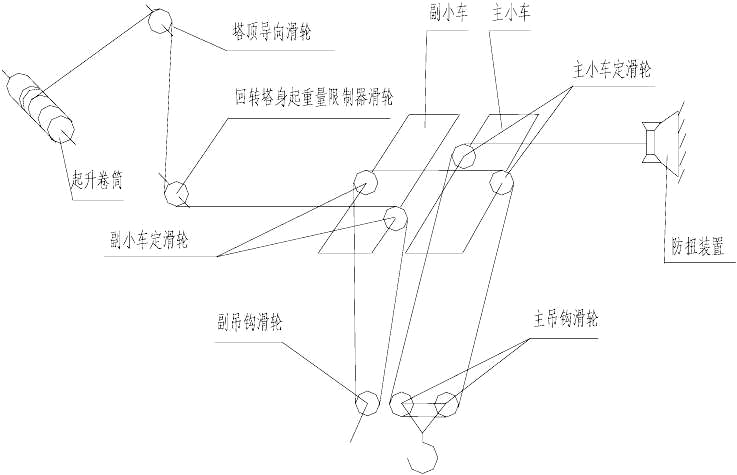 副小车
主小车
塔顶导向滑轮
主小车定滑轮
回转塔身起重量限制器滑轮
起升卷筒
副小车定滑轮
防扭装置
副吊钩滑轮
主吊钩滑轮